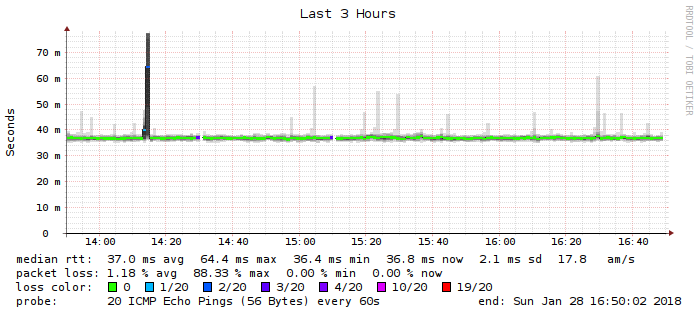 Last 3 Hours
RRDTOOL / TOBI OETIKER
Seconds
70 m
60 m
50 m
40 m
30 m
20 m
10 m
0
14:00 14:20 14:40 15:00 15:20 15:40 16:00 16:20 16:40
median rtt: 37.0 ms avg 64.4 ms max 36.4 ms min 36.8 ms now 2.1 ms sd 17.8 am/s
packet loss: 1.18 % avg 88.33 % max 0.00 % min 0.00 % now
loss color: 0 1/20 2/20 3/20 4/20 10/20 19/20
probe: 20 ICMP Echo Pings (56 Bytes) every 60s end: Sun Jan 28 16:50:02 2018